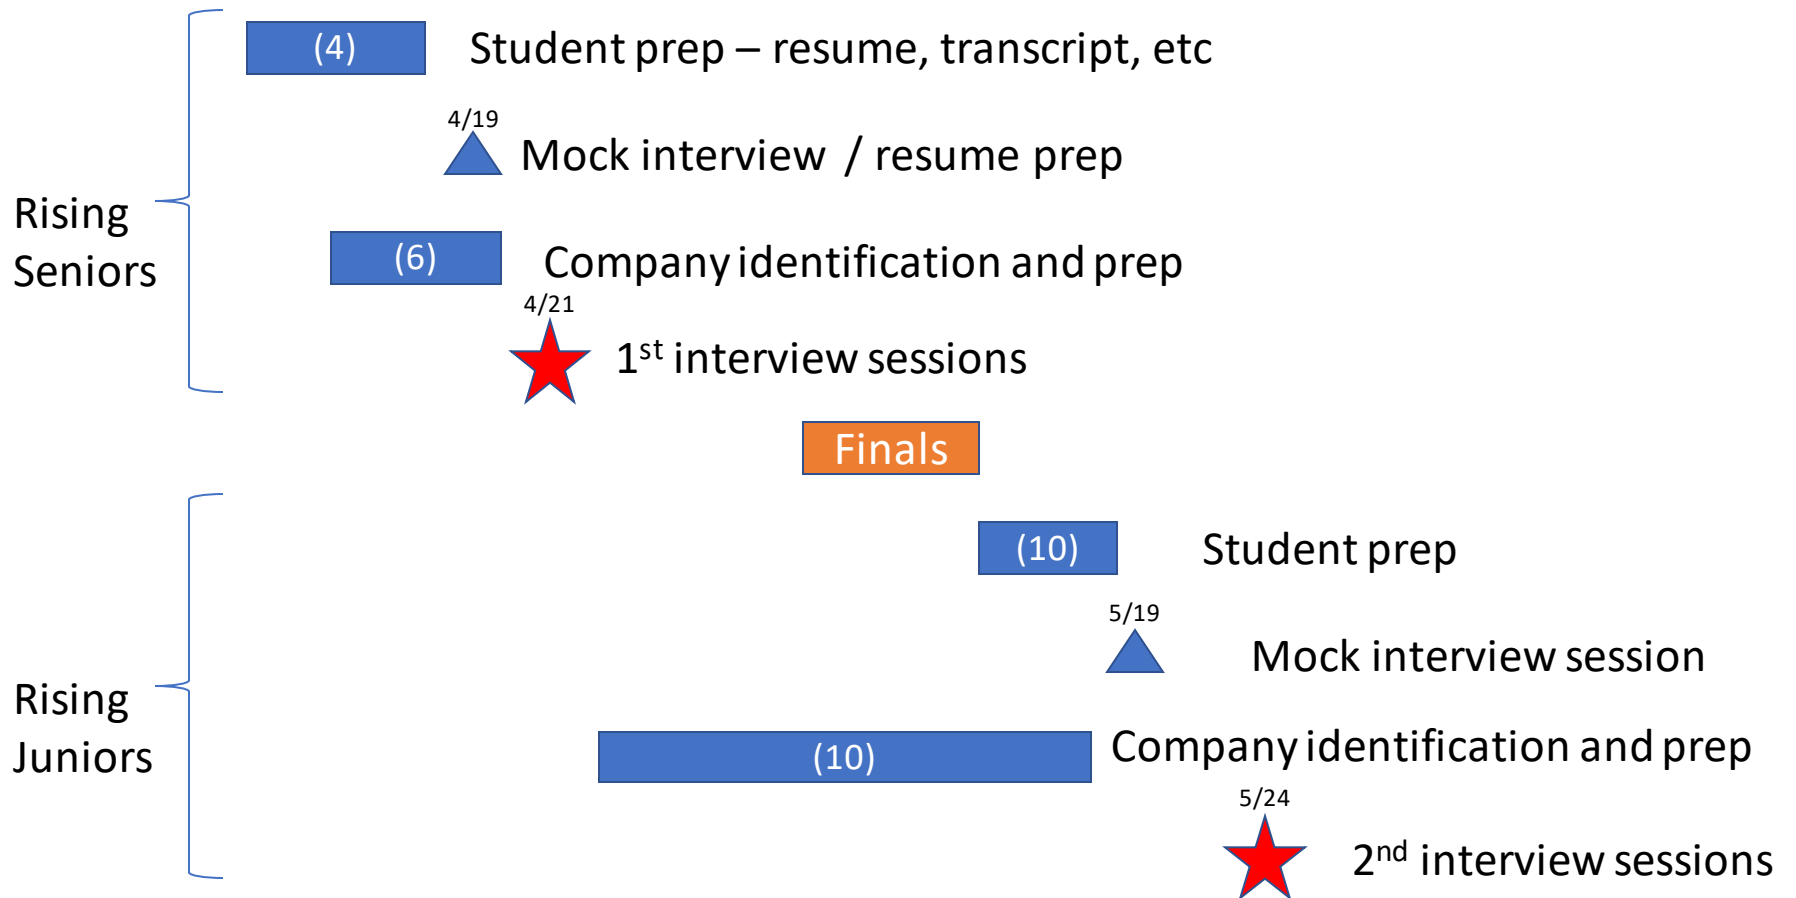 (4) Student prep – resume, transcript, etc
4/19
Mock interview / resume prep
Rising
Seniors
(6) Company identification and prep
4/21
1st interview sessions
Finals
(10) Student prep
5/19
Mock interview session
Rising
Juniors
(10) Company identification and prep
5/24
2nd interview sessions